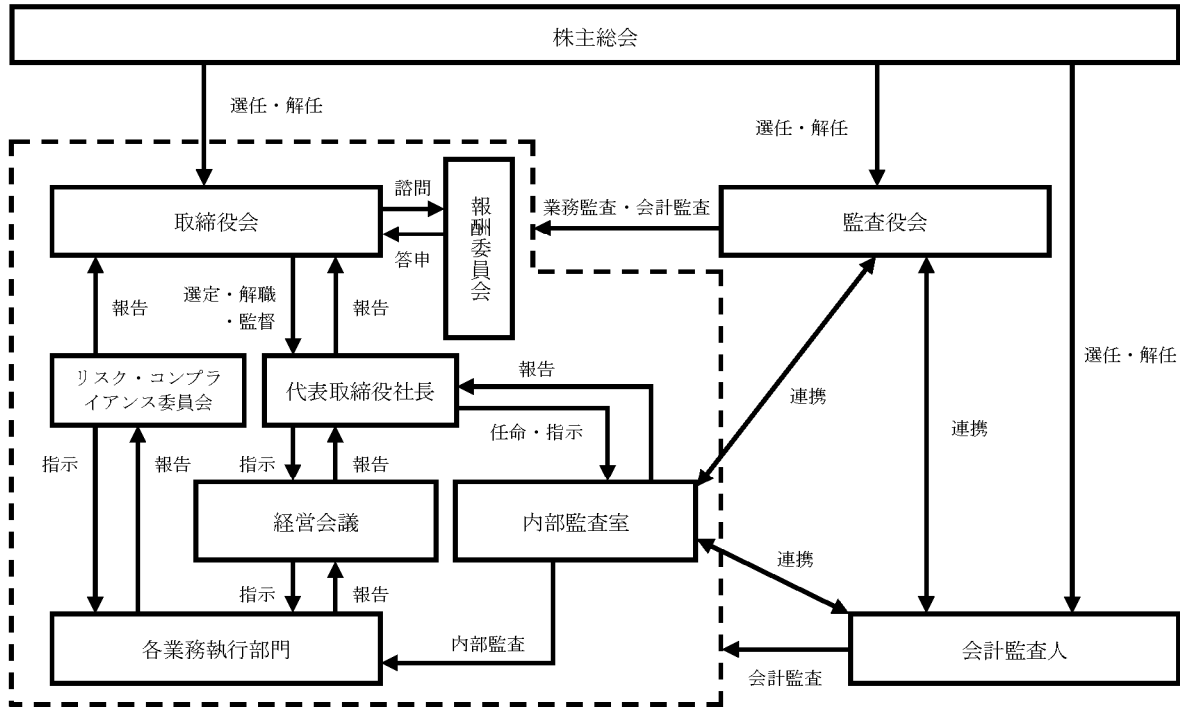 株主総会
選任・解任
選任・解任
選任・解任
取締役会
諮問
答申
報酬委員会
業務監査・会計監査
監査役会
報告
選定・解職
・監督
報告
リスク・コンプラ
イアンス委員会
代表取締役社長
報告
任命・指示
連携
連携
指示
報告
指示
報告
経営会議
内部監査室
連携
指示
報告
各業務執行部門
内部監査
会計監査
会計監査人